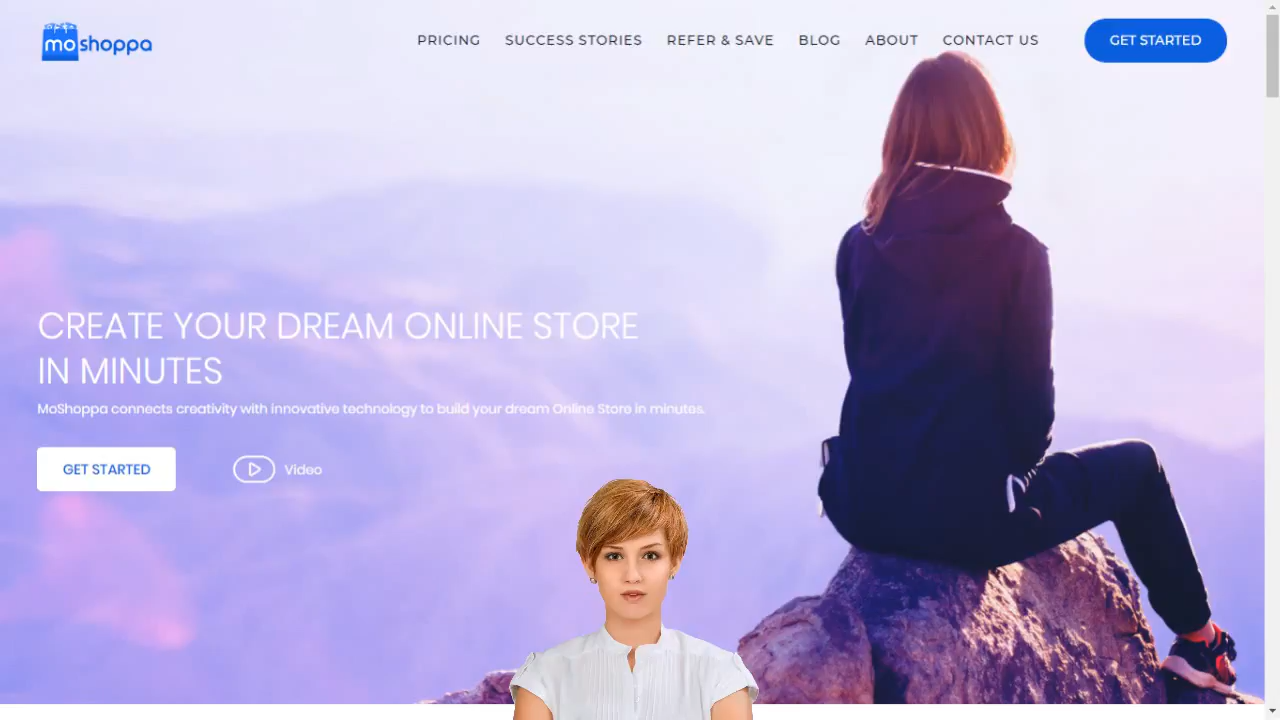 moshoppa
PRICING SUCCESS STORIES REFER & SAVE BLOG ABOUT CONTACT US GET STARTED
CREATE YOUR DREAM ONLINE STORE
IN MINUTES
MoShoppa connects creativity with innovative technology to build your dream Online Store in minutes.
GET STARTED Video